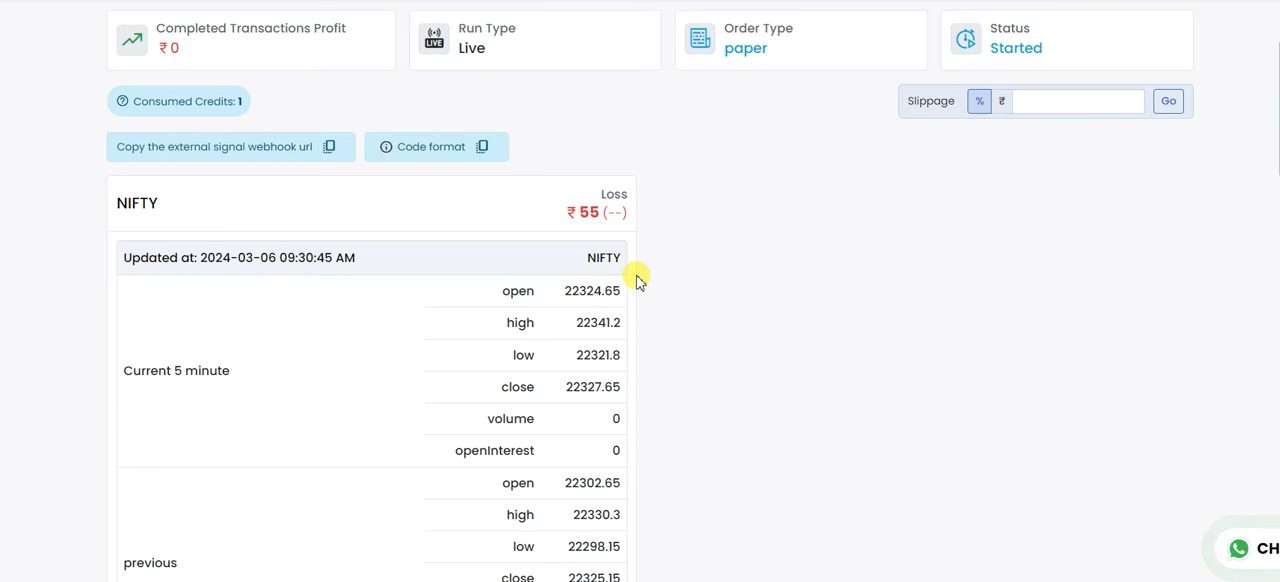 Completed Transactions Profit
₹ 0
LIVE
Run Type
Live
Order Type
paper
Status
Started
Consumed Credits: 1
Slippage % ₹ Go
Copy the external signal webhook url
Code format
NIFTY
Loss
₹ 55 (--)
Updated at: 2024-03-06 09:30:45 AM NIFTY
Current 5 minute
open 22324.65
high 22341.2
low 22321.8
close 22327.65
volume 0
openInterest 0
previous
open 22302.65
high 22330.3
low 22298.15
close 22325.15
CH